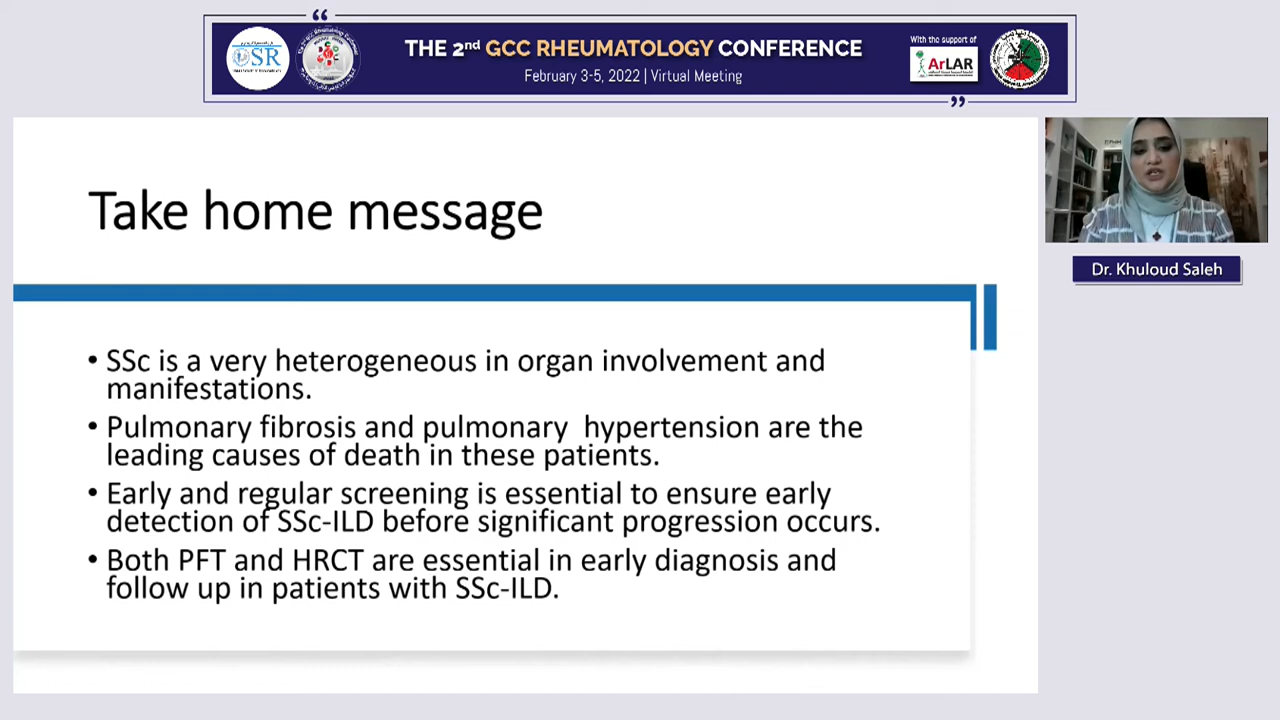 “
THE 2nd GCC RHEUMATOLOGY CONFERENCE
February 3-5, 2022 | Virtual Meeting
OSR
With the support of
ArLAR
”
Take home message
Dr. Khuloud Saleh
• SSc is a very heterogeneous in organ involvement and
manifestations.
• Pulmonary fibrosis and pulmonary  hypertension are the
leading causes of death in these patients.
• Early and regular screening is essential to ensure early
detection of SSc-ILD before significant progression occurs.
• Both PFT and HRCT are essential in early diagnosis and
follow up in patients with SSc-ILD.